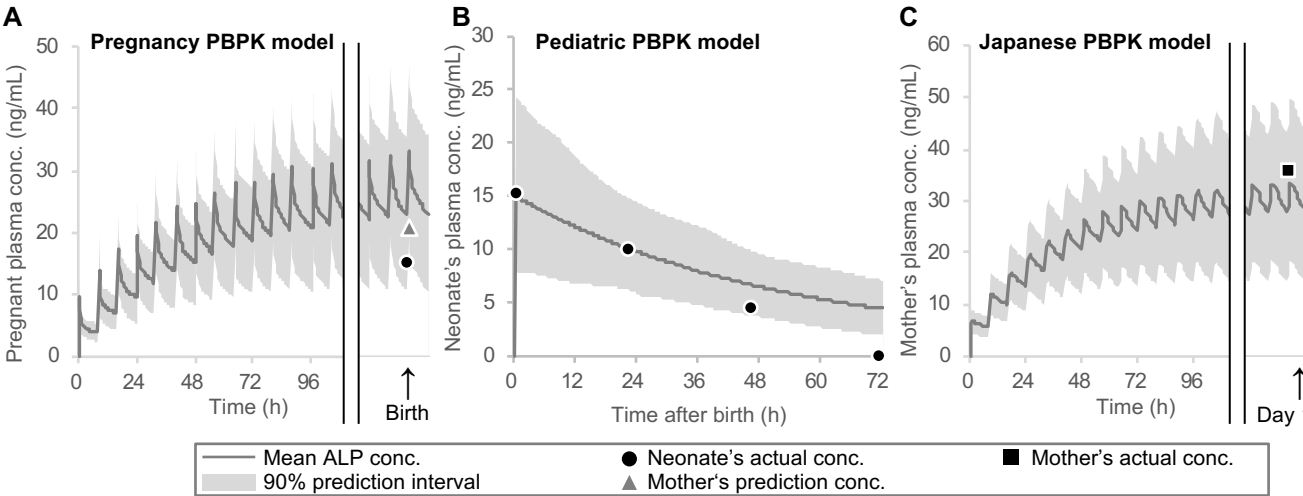 A
Pregnancy PBPK model
Pregnant plasma conc. (ng/mL)
50
40
30
20
10
0
0 24 48 72 96
Time (h)
Birth
B
Pediatric PBPK model
Neonate's plasma conc. (ng/mL)
30
25
20
15
10
5
0
0 12 24 36 48 60 72
Time after birth (h)
C
Japanese PBPK model
Mother's plasma conc. (ng/mL)
60
50
40
30
20
10
0
0 24 48 72 96
Time (h)
Day
Mean ALP conc.
Neonate's actual conc.
Mother's actual conc.
90% prediction interval
Mother's prediction conc.